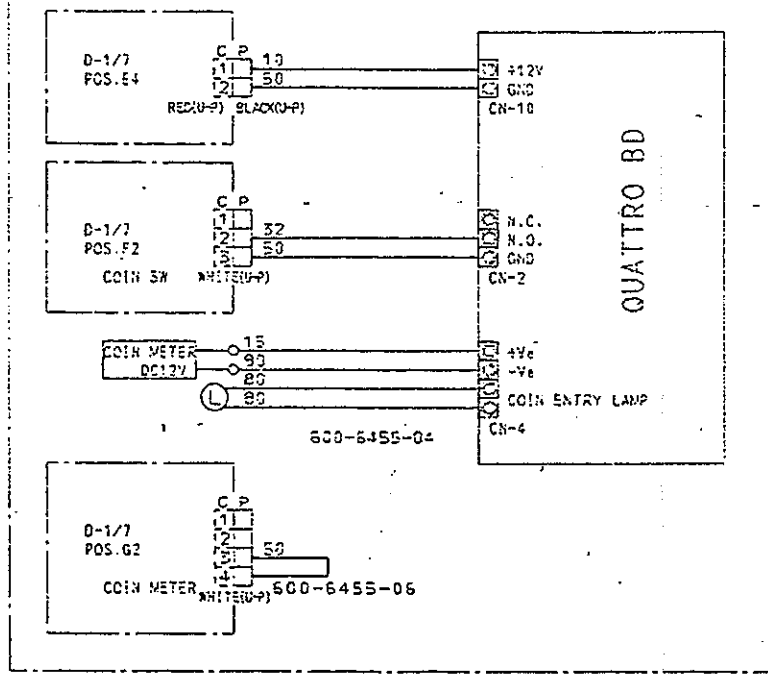 D-1/7
POS.E4
C P
1
2
10
50
RED(U-P) BLACK(U-P)
+12V
GND
CN-10
QUATTRO BD
D-1/7
POS.F2
COIN SW
C P
1
2
3
32
50
WHITE(U-P)
N.C.
N.O.
GND
CN-2
COIN METER
DC12V
15
90
80
80
L
+Ve
-Ve
COIN ENTRY LAMP
CN-4
600-6455-04
D-1/7
POS.G2
COIN METER
C P
1
2
3
4
50
WHITE(U-P)
600-6455-06